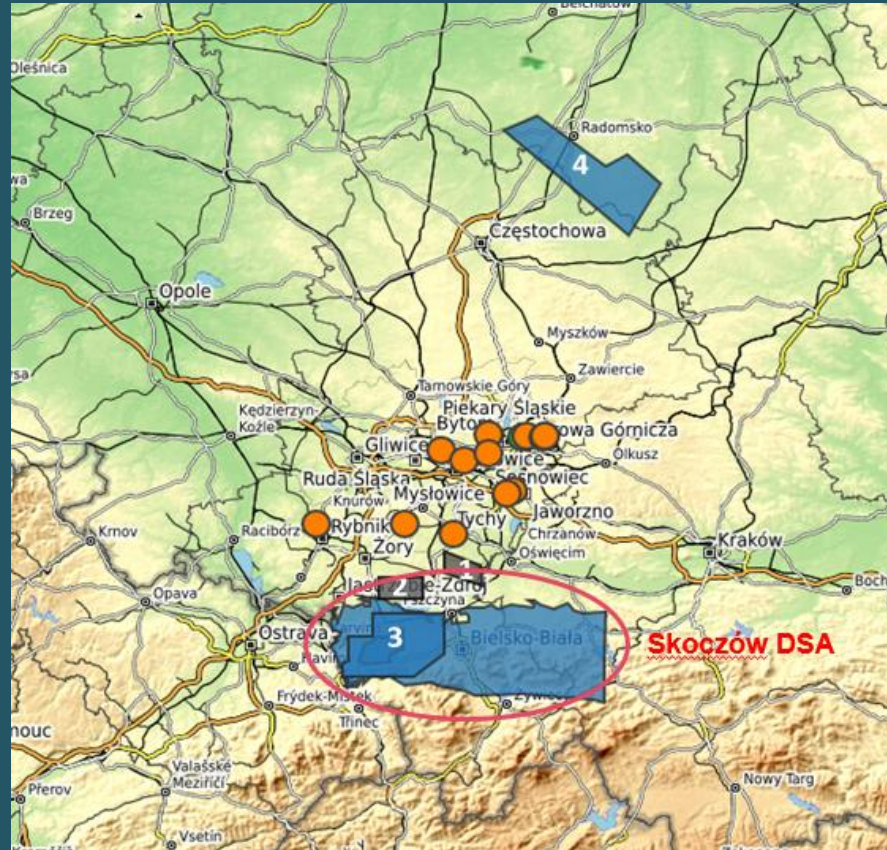 Bełchatów
Oleśnica
Radomsko
4
Brzeg
Częstochowa
Opole
Myszków
Zawiercie
Tarnowskie Góry
Kędzierzyn-
Koźle
Piekary Śląskie
Gliwice
Olkusz
Ruda Śląska
Knurów
Mysłowice
Jaworzno
Krnov
Racibórz
Rybnik
Tychy
Chrzanów
Żory
Oświęcim
Kraków
1
2
Pszczyna
Opava
Ostrava
3
Bielsko-Biała
Skoczów DSA
Frýdek-Místek
Třinec
Valašské
Meziříčí
Přerov
Nowy Targ
Vsetín